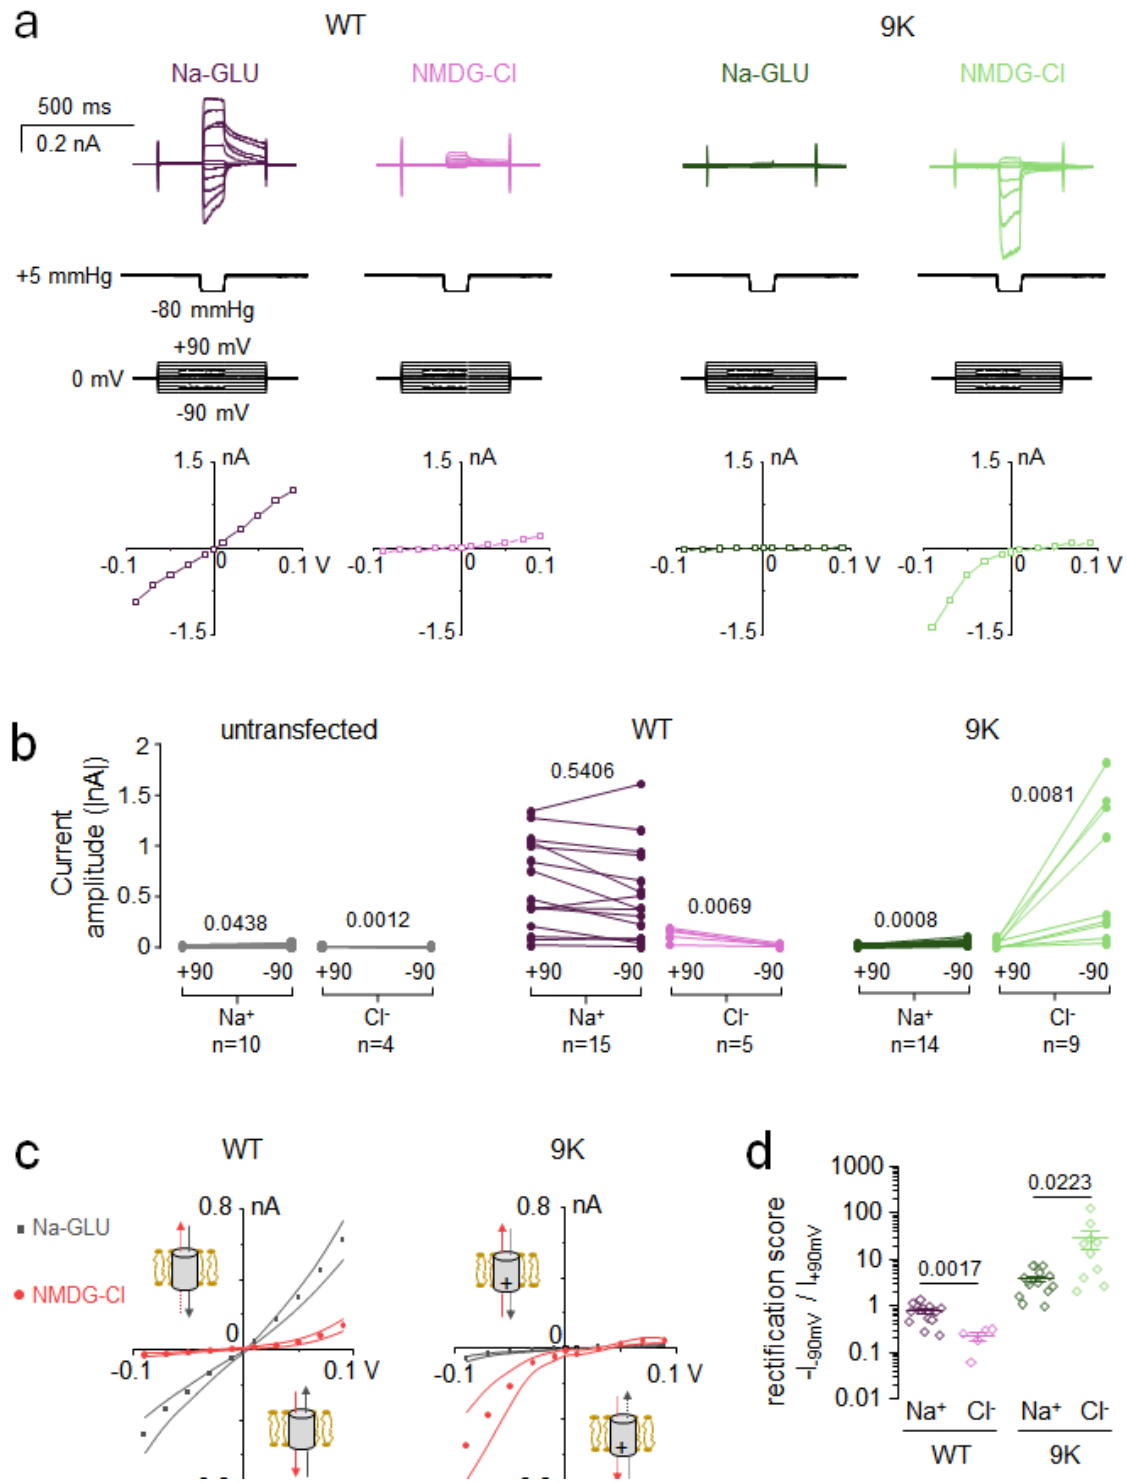 a
WT
9K
Na-GLU
NMDG-Cl
Na-GLU
NMDG-Cl
500 ms
0.2 nA
+5 mmHg
-80 mmHg
+90 mV
0 mV
-90 mV
1.5 nA
1.5 nA
1.5 nA
1.5 nA
-0.1 0 0.1 V
-0.1 0 0.1
-0.1 0 0.1 V
-0.1 0 0.1 V
-1.5
-1.5
-1.5
-1.5
b
untransfected
WT
9K
Current
amplitude (|nA|)
2
1.5
1
0.5
0
0.0438
0.0012
0.5406
0.0069
0.0008
0.0081
+90 -90
+90 -90
+90 -90
+90 -90
+90 -90
+90 -90
Na+
Cl-
Na+
Cl-
Na+
Cl-
n=10
n=4
n=15
n=5
n=14
n=9
c
WT
9K
Na-GLU
NMDG-Cl
0.8 nA
0
-0.1 0.1 V
0.8 nA
0
-0.1 0.1 V
+
+
d
rectification score
-I-90mV / I+90mV
1000
100
10
1
0.1
0.01
0.0017
0.0223
Na+ Cl- Na+ Cl-
WT 9K